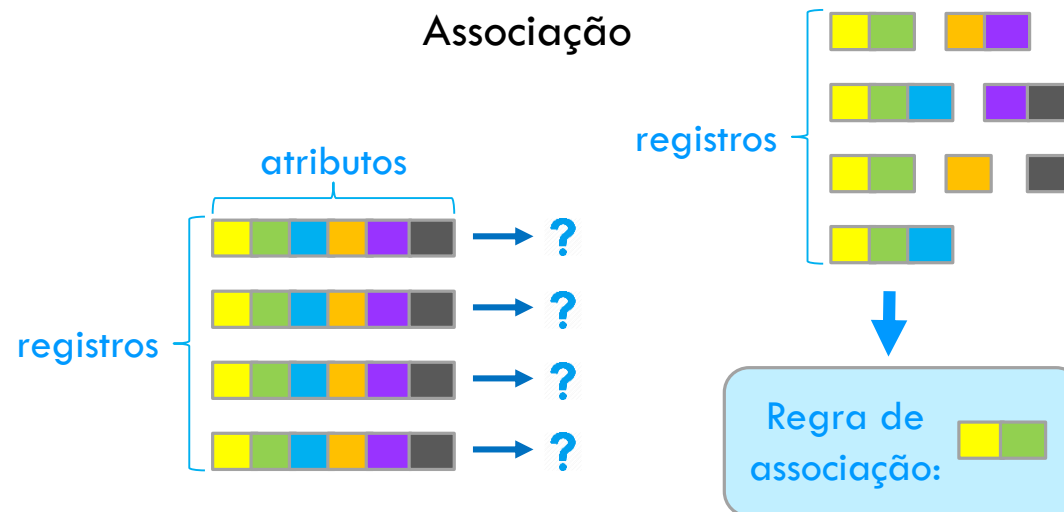 Associação
atributos
registros
?
?
?
?
registros
Regra de
associação: